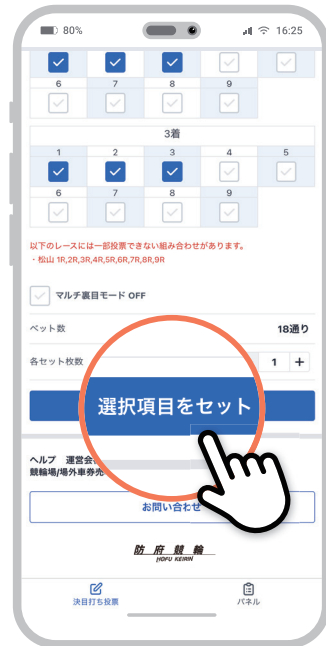 80%
16:25
6 7 8 9
3着
1 2 3 4 5
6 7 8 9
以下のレースには一部投票できない組み合わせがあります。
・松山 1R,2R,3R,4R,5R,6R,7R,8R,9R
マルチ裏目モード OFF
ベット数 18通り
各セット枚数 1 +
選択項目をセット
ヘルプ 運営会
競輪場/場外車券売
お問い合わせ
防府競輪
HOFU KEIRIN
決目打ち投票 パネル